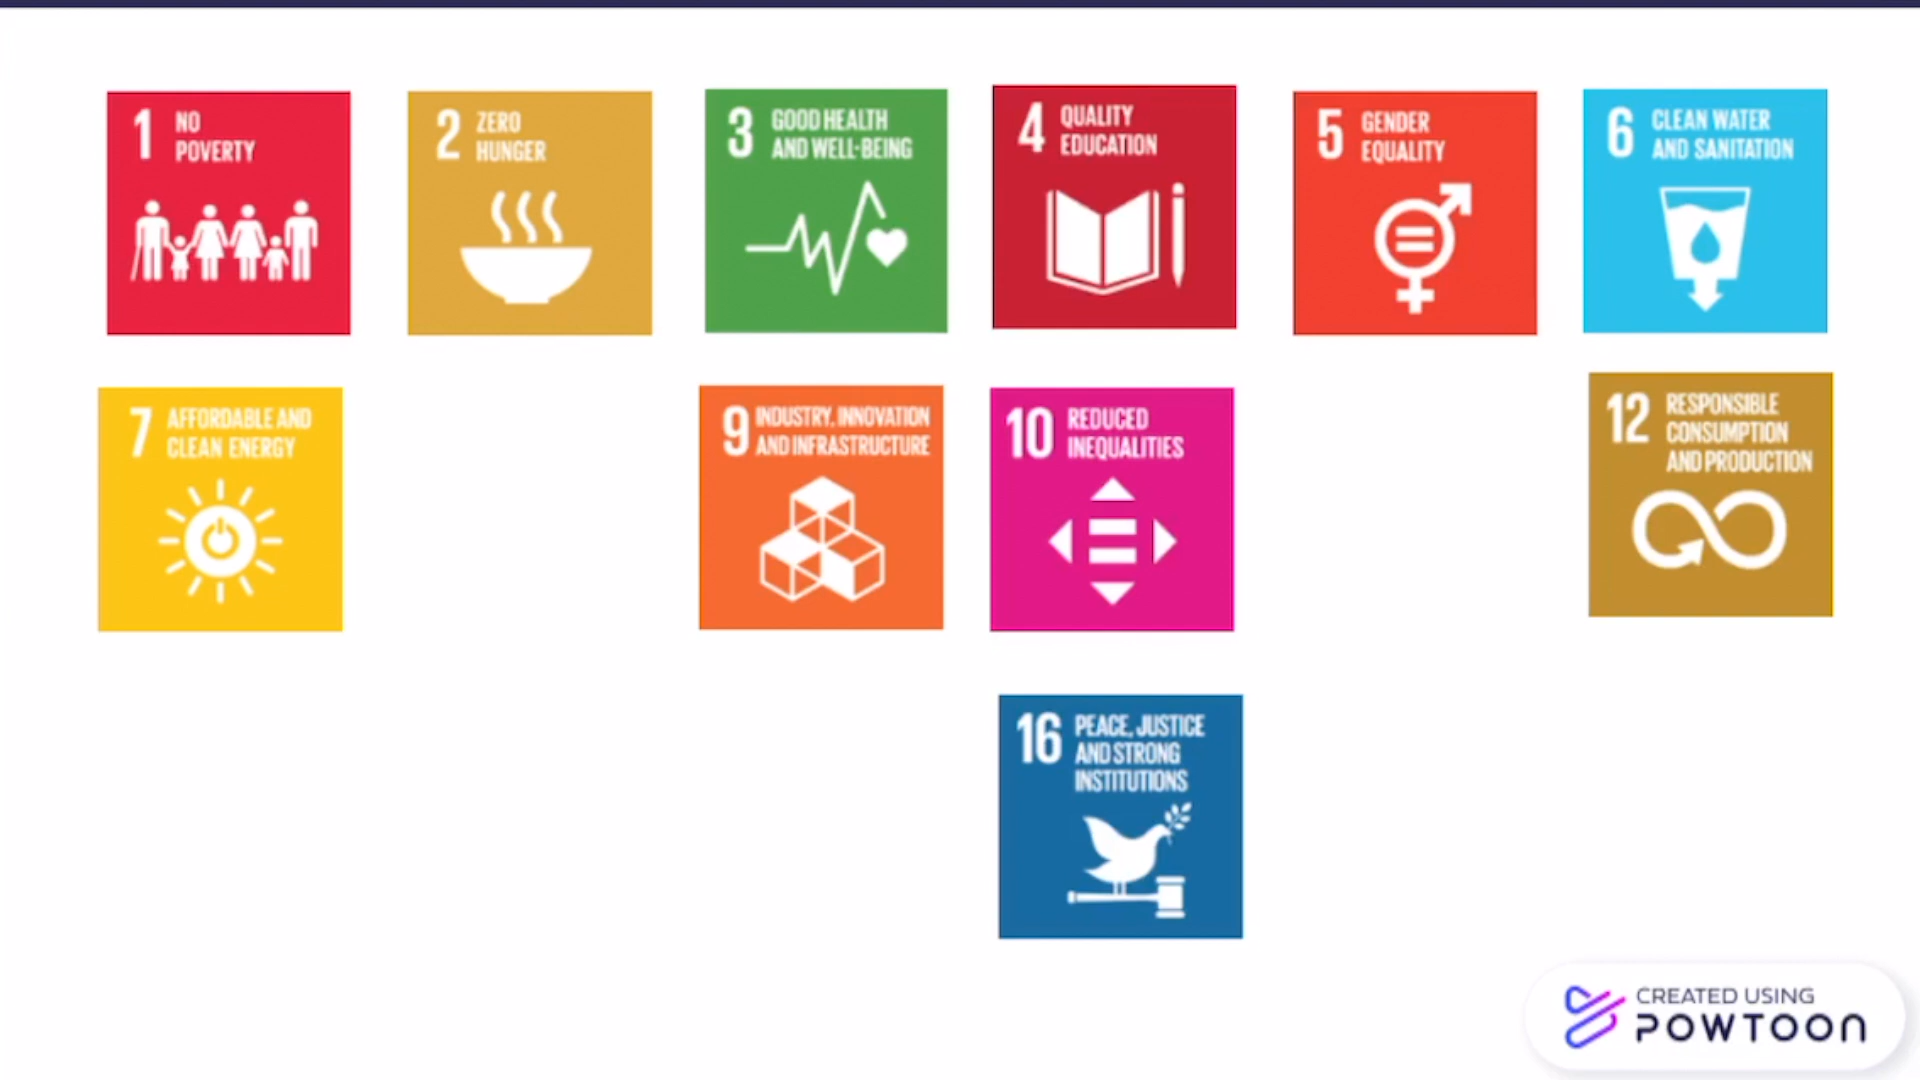 1 NO
POVERTY
2 ZERO
HUNGER
3 GOOD HEALTH
AND WELL-BEING
4 QUALITY
EDUCATION
5 GENDER
EQUALITY
6 CLEAN WATER
AND SANITATION
7 AFFORDABLE AND
CLEAN ENERGY
9 INDUSTRY, INNOVATION
AND INFRASTRUCTURE
10 REDUCED
INEQUALITIES
12 RESPONSIBLE
CONSUMPTION
AND PRODUCTION
16 PEACE, JUSTICE
AND STRONG
INSTITUTIONS
CREATED USING
POWTOON